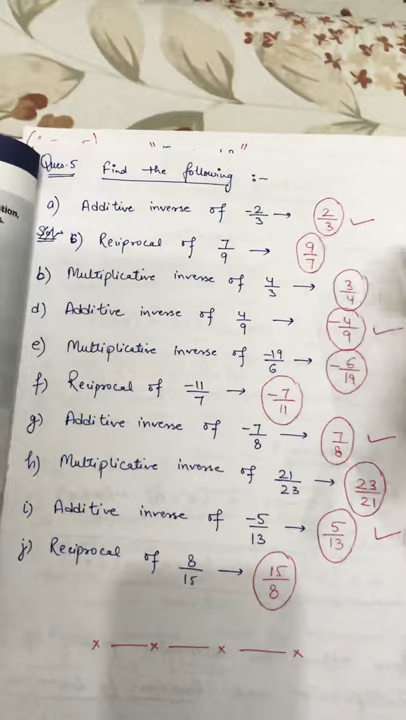 Ques.5 Find the following :-
a) Additive inverse of -2/3 → 2/3 ✓
Sol- b) Reciprocal of 7/9 → 9/7
b) Multiplicative inverse of 4/3 → 3/4
d) Additive inverse of 4/9 → -4/9 ✓
e) Multiplicative inverse of -19/6 → -6/19
f) Reciprocal of -11/7 → -7/11
g) Additive inverse of -7/8 → 7/8 ✓
h) Multiplicative inverse of 21/23 → 23/21
i) Additive inverse of -5/13 → 5/13 ✓
j) Reciprocal of 8/15 → 15/8
x — x — x — x